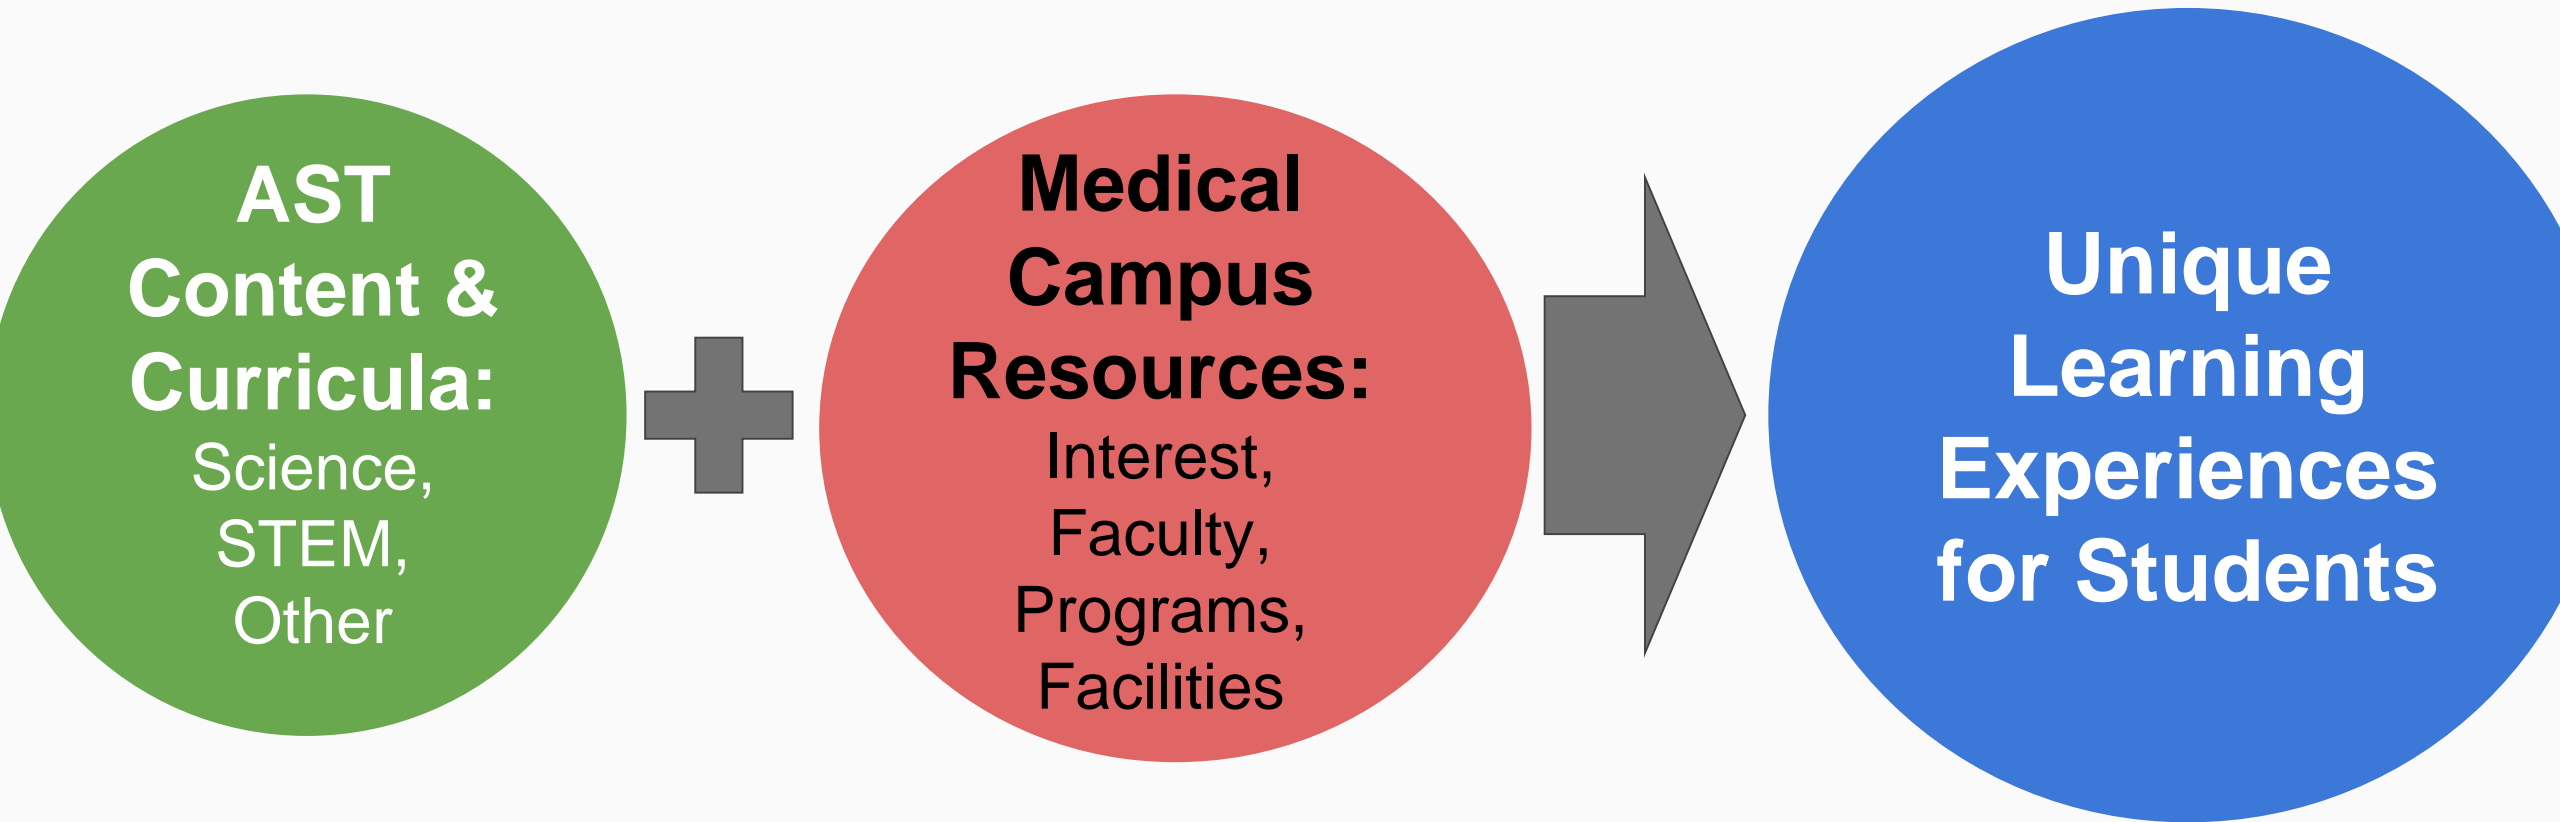 AST
Content &
Curricula:
Science,
STEM,
Other
Medical
Campus
Resources:
Interest,
Faculty,
Programs,
Facilities
Unique
Learning
Experiences
for Students